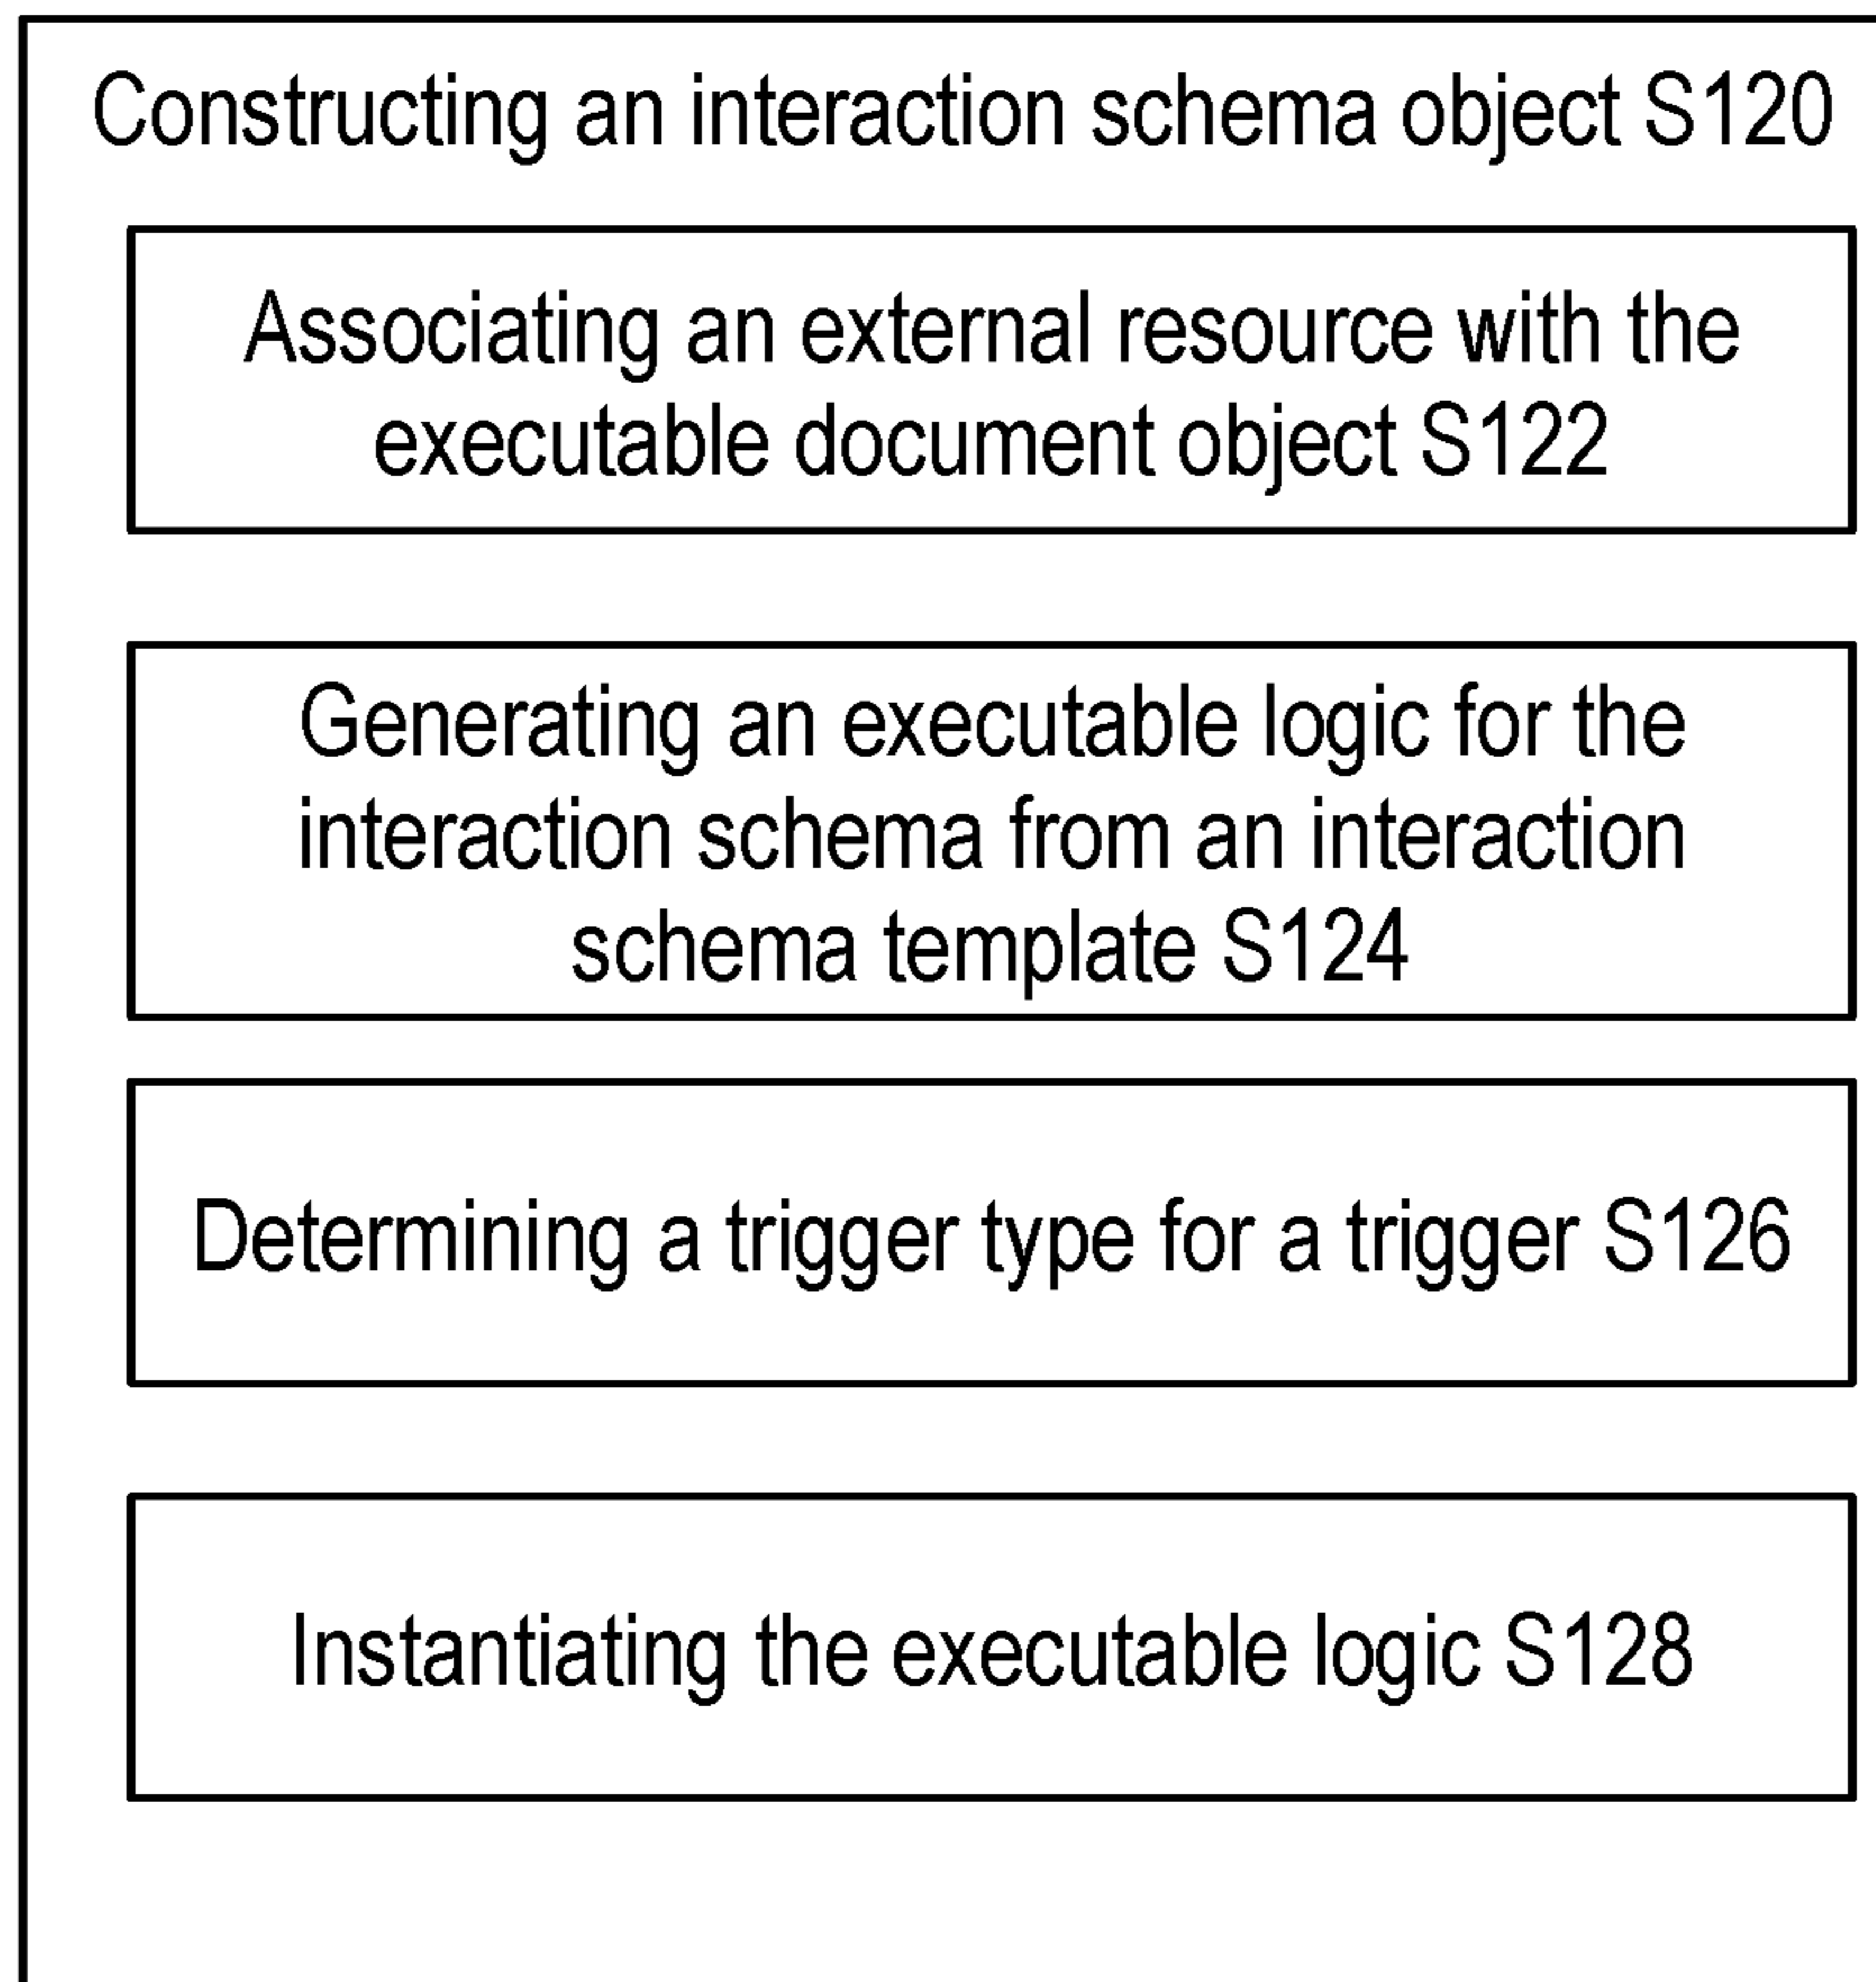 Constructing an interaction schema object S120
Associating an external resource with the
executable document object S122
Generating an executable logic for the
interaction schema from an interaction
schema template S124
Determining a trigger type for a trigger S126
Instantiating the executable logic S128